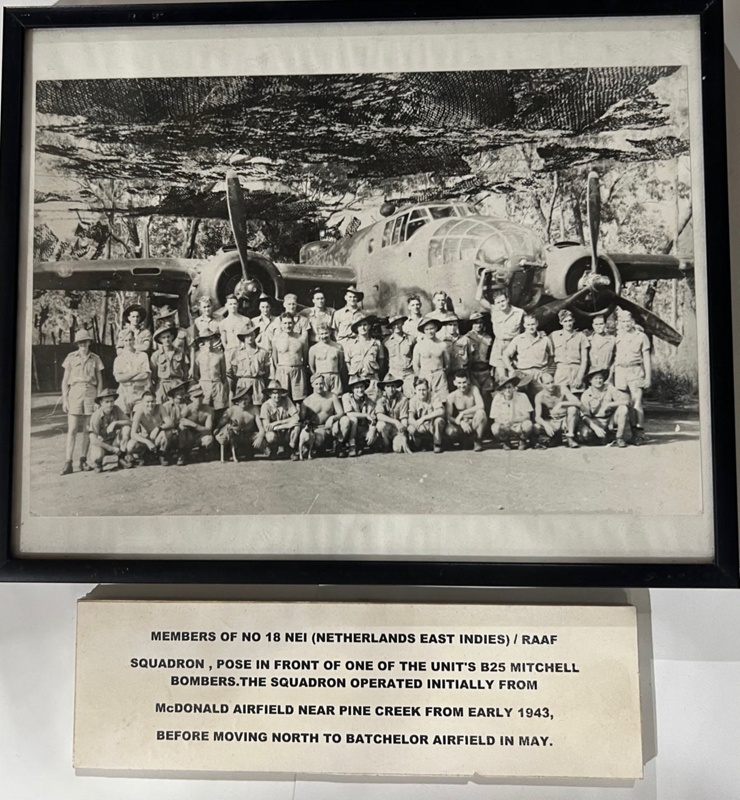 MEMBERS OF NO 18 NEI (NETHERLANDS EAST INDIES) / RAAF
SQUADRON , POSE IN FRONT OF ONE OF THE UNIT'S B25 MITCHELL
BOMBERS.THE SQUADRON OPERATED INITIALLY FROM
McDONALD AIRFIELD NEAR PINE CREEK FROM EARLY 1943,
BEFORE MOVING NORTH TO BATCHELOR AIRFIELD IN MAY.